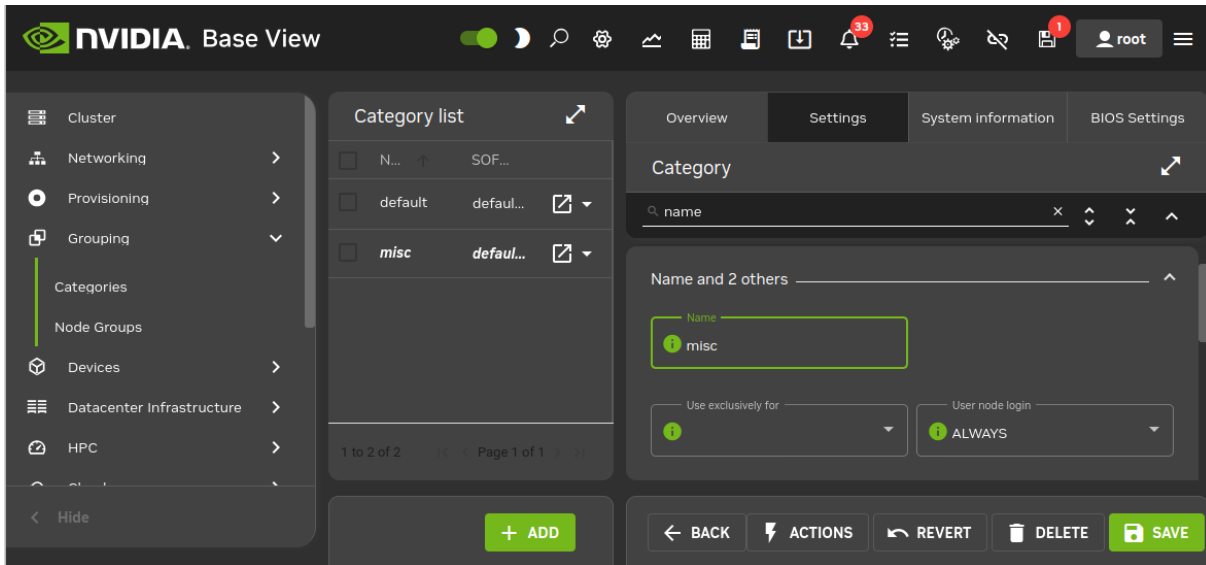 NVIDIA. Base View
33
1
root
Cluster
Networking
Provisioning
Grouping
Categories
Node Groups
Devices
Datacenter Infrastructure
HPC
Hide
Category list
N... SOF...
default defaul...
misc defaul...
1 to 2 of 2 Page 1 of 1
ADD
Overview Settings System information BIOS Settings
Category
name
Name and 2 others
Name
misc
Use exclusively for User node login
ALWAYS
BACK ACTIONS REVERT DELETE SAVE